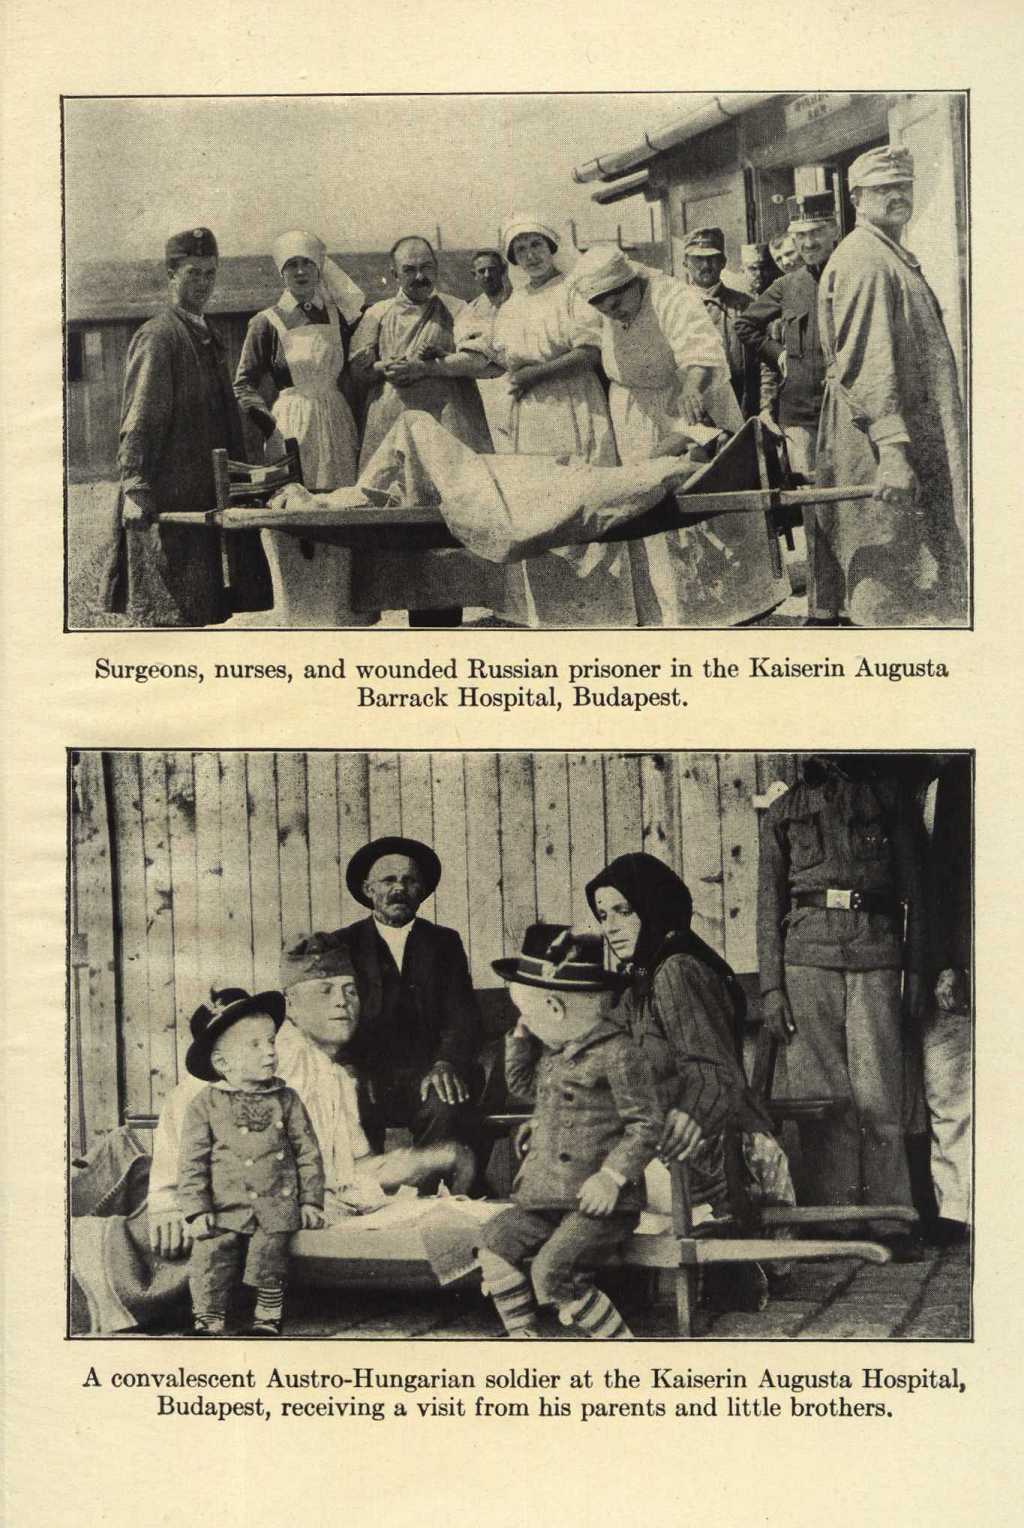 Surgeons, nurses, and wounded Russian prisoner in the Kaiserin Augusta
Barrack Hospital, Budapest.
A convalescent Austro-Hungarian soldier at the Kaiserin Augusta Hospital,
Budapest, receiving a visit from his parents and little brothers.